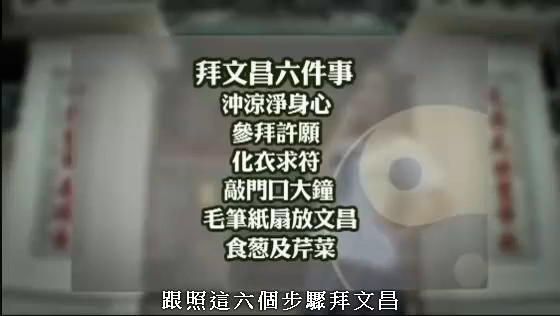 拜文昌六件事
沖涼淨身心
參拜許願
化衣求符
敲門口大鐘
毛筆紙扇放文昌
食葱及芹菜
跟照這六個步驟拜文昌